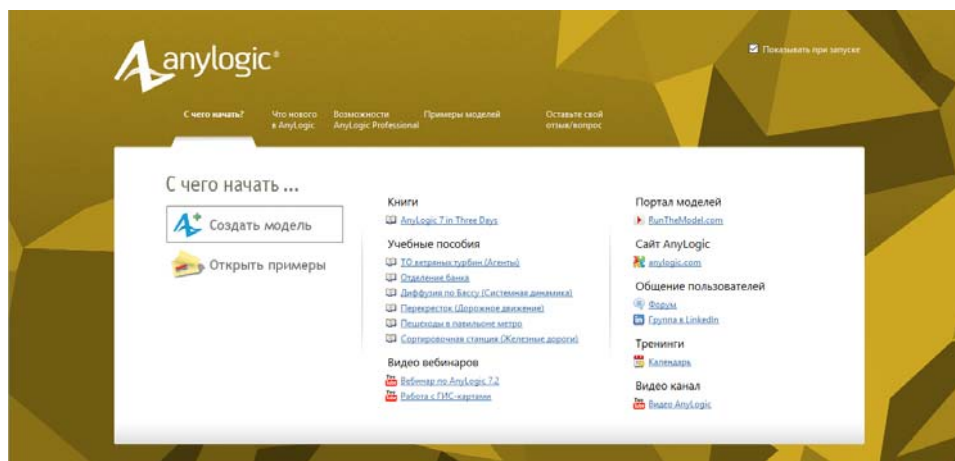 anylogic®
Показывать при запуске
С чего начать?
Что нового
в AnyLogic
Возможности
AnyLogic Professional
Примеры моделей
Оставьте свой
отзыв/вопрос
С чего начать ...
Создать модель
Открыть примеры
Книги
AnyLogic 7 in Three Days
Учебные пособия
ТО ветряных турбин (Агенты)
Отделение банка
Диффузия по Бассу (Системная динамика)
Перекресток (Дорожное движение)
Пешеходы в павильоне метро
Сортировочная станция (Железные дороги)
Видео вебинаров
Вебинар по AnyLogic 7.2
Работа с ГИС-картами
Портал моделей
RunTheModel.com
Сайт AnyLogic
anylogic.com
Общение пользователей
Форум
Группа в LinkedIn
Тренинги
Календарь
Видео канал
Видео AnyLogic